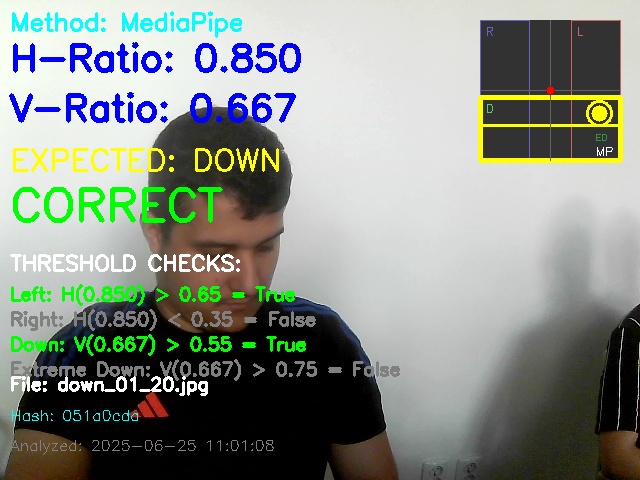 Method: MediaPipe
H-Ratio: 0.850
V-Ratio: 0.667
EXPECTED: DOWN
CORRECT
THRESHOLD CHECKS:
Left: H(0.850) > 0.65 = True
Right: H(0.850) < 0.35 = False
Down: V(0.667) > 0.55 = True
Extreme Down: V(0.667) > 0.75 = False
File: down_01_20.jpg
Hash: 051a0cda
Analyzed: 2025-06-25 11:01:08
R
L
D
ED
MP